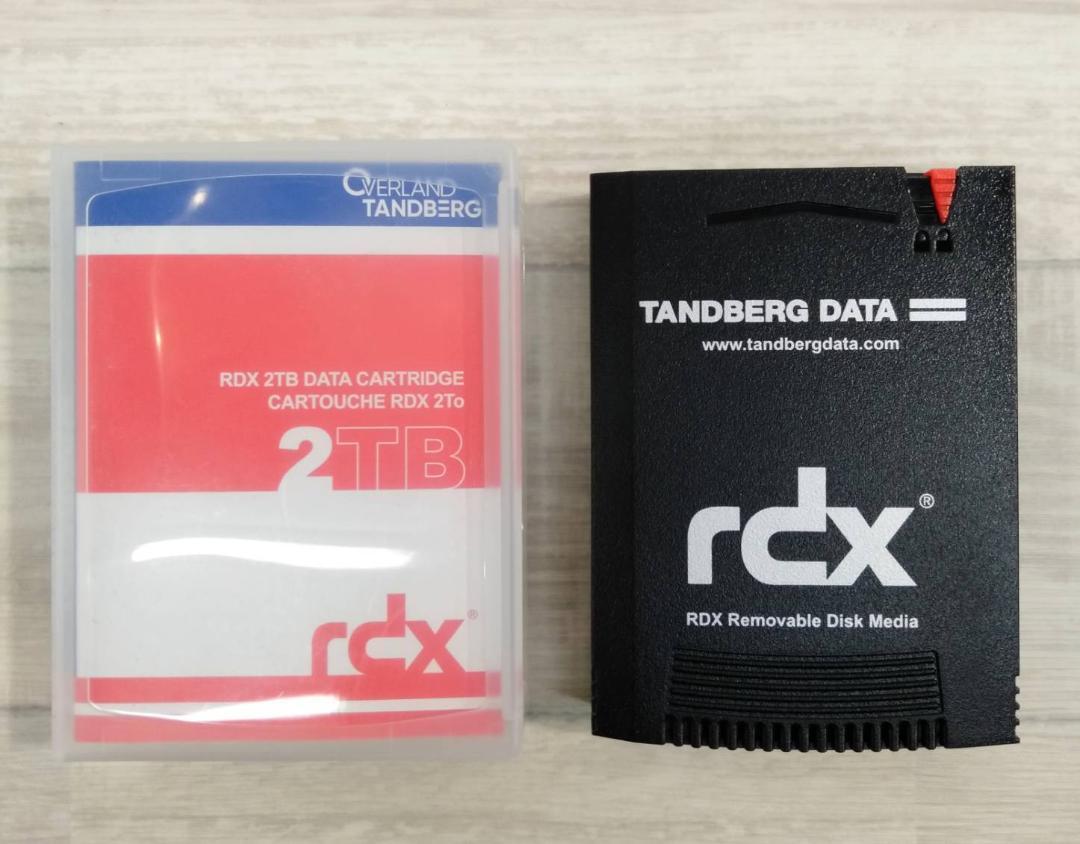 OVERLAND
TANDBERG
RDX 2TB DATA CARTRIDGE
CARTOUCHE RDX 2To
2TB
rdx®
TANDBERG DATA
www.tandbergdata.com
rdx®
RDX Removable Disk Media